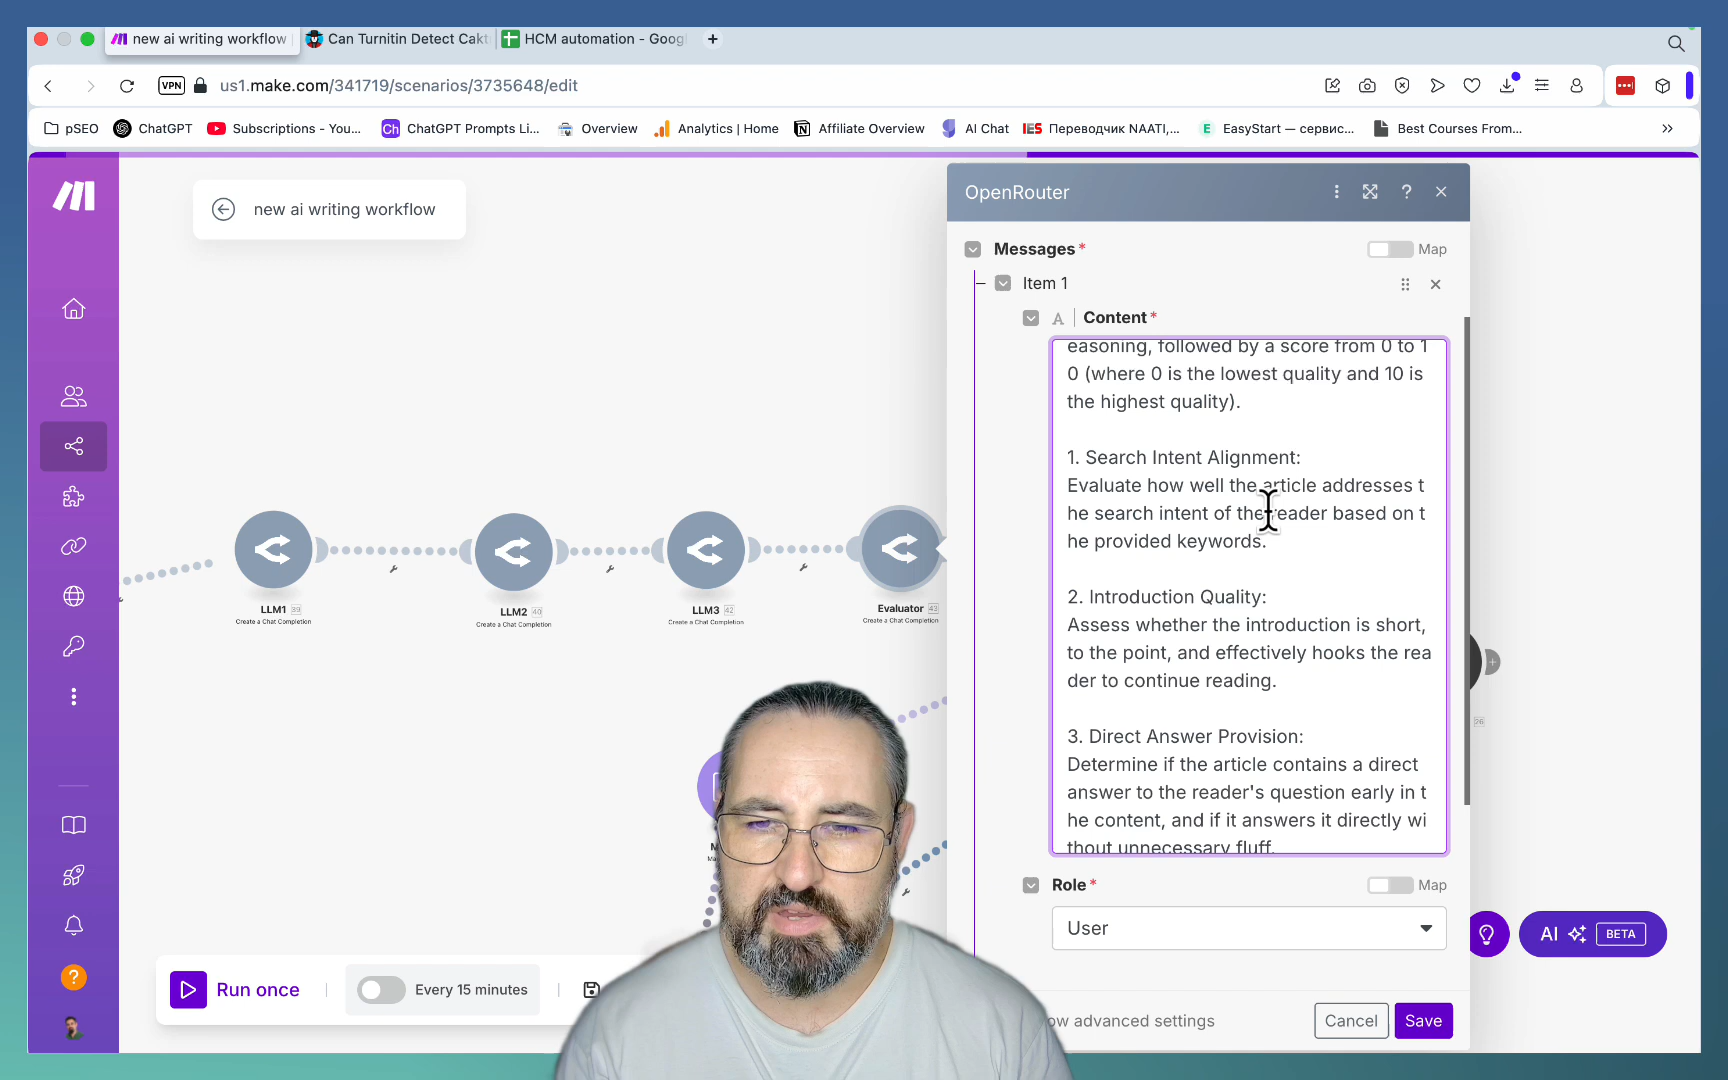 new ai writing workflow
Can Turnitin Detect Cakt
HCM automation - Goog
VPN
us1.make.com/341719/scenarios/3735648/edit
pSEO
ChatGPT
Subscriptions - You...
Ch
ChatGPT Prompts Li...
Overview
Analytics | Home
Affiliate Overview
AI Chat
IES
Переводчик NAATI,...
E
EasyStart — сервис...
Best Courses From...
new ai writing workflow
OpenRouter
Messages*
Map
Item 1
A
Content*
easoning, followed by a score from 0 to 1
0 (where 0 is the lowest quality and 10 is
the highest quality).
1. Search Intent Alignment:
Evaluate how well the article addresses t
he search intent of the reader based on t
he provided keywords.
2. Introduction Quality:
Assess whether the introduction is short,
to the point, and effectively hooks the rea
der to continue reading.
3. Direct Answer Provision:
Determine if the article contains a direct
answer to the reader's question early in t
he content, and if it answers it directly wi
thout unnecessary fluff.
Role*
Map
User
ow advanced settings
Cancel
Save
LLM1 39
Create a Chat Completion
LLM2 40
Create a Chat Completion
LLM3 42
Create a Chat Completion
Evaluator 43
Create a Chat Completion
26
Run once
Every 15 minutes
AI
BETA